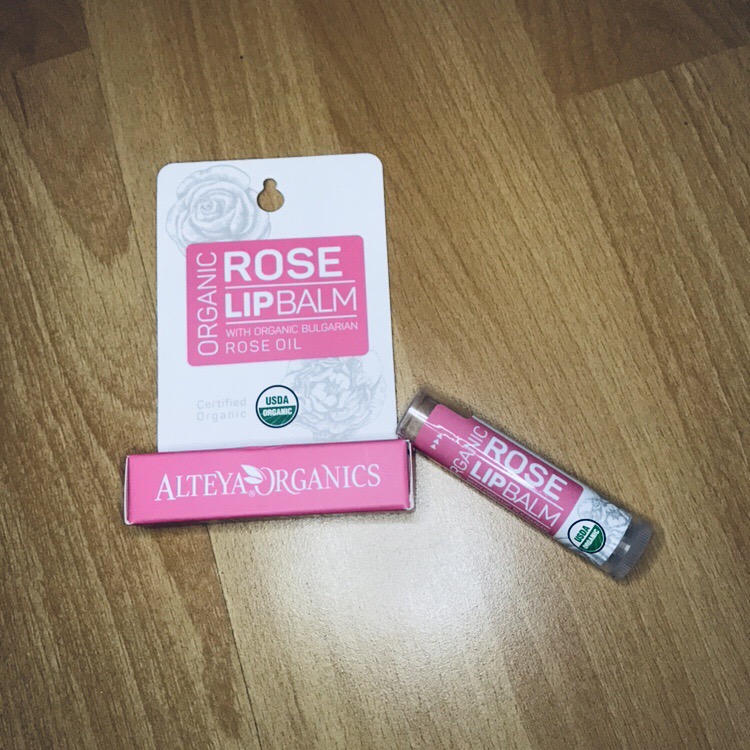 ORGANIC
ROSE
LIPBALM
WITH ORGANIC BULGARIAN
ROSE OIL
Certified
Organic
USDA
ORGANIC
ALTEYA ORGANICS
®
ORGANIC
ROSE
LIPBALM
USDA
ORGANIC